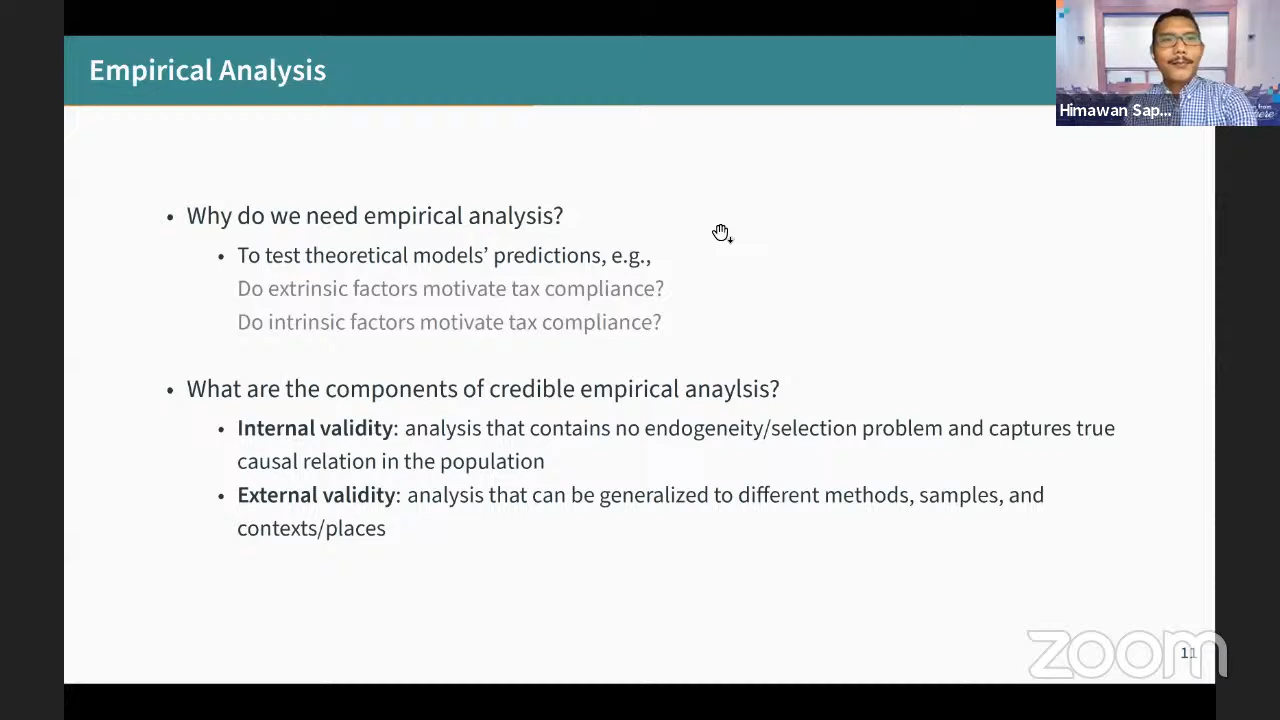 Empirical Analysis
Himawan Sap...
• Why do we need empirical analysis?
• To test theoretical models’ predictions, e.g.,
Do extrinsic factors motivate tax compliance?
Do intrinsic factors motivate tax compliance?
• What are the components of credible empirical anaylsis?
• Internal validity: analysis that contains no endogeneity/selection problem and captures true
causal relation in the population
• External validity: analysis that can be generalized to different methods, samples, and
contexts/places
zoom
11